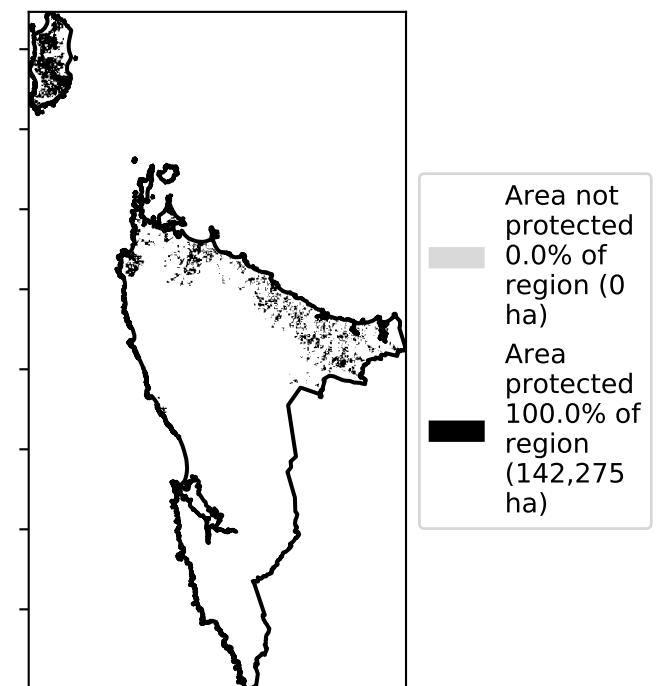 Area not
protected
0.0% of
region (0
ha)
Area
protected
100.0% of
region
(142,275
ha)